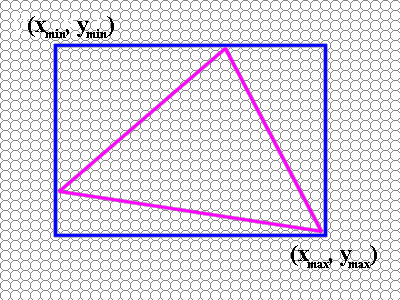 (xmin, ymin)
(xmax, ymax)